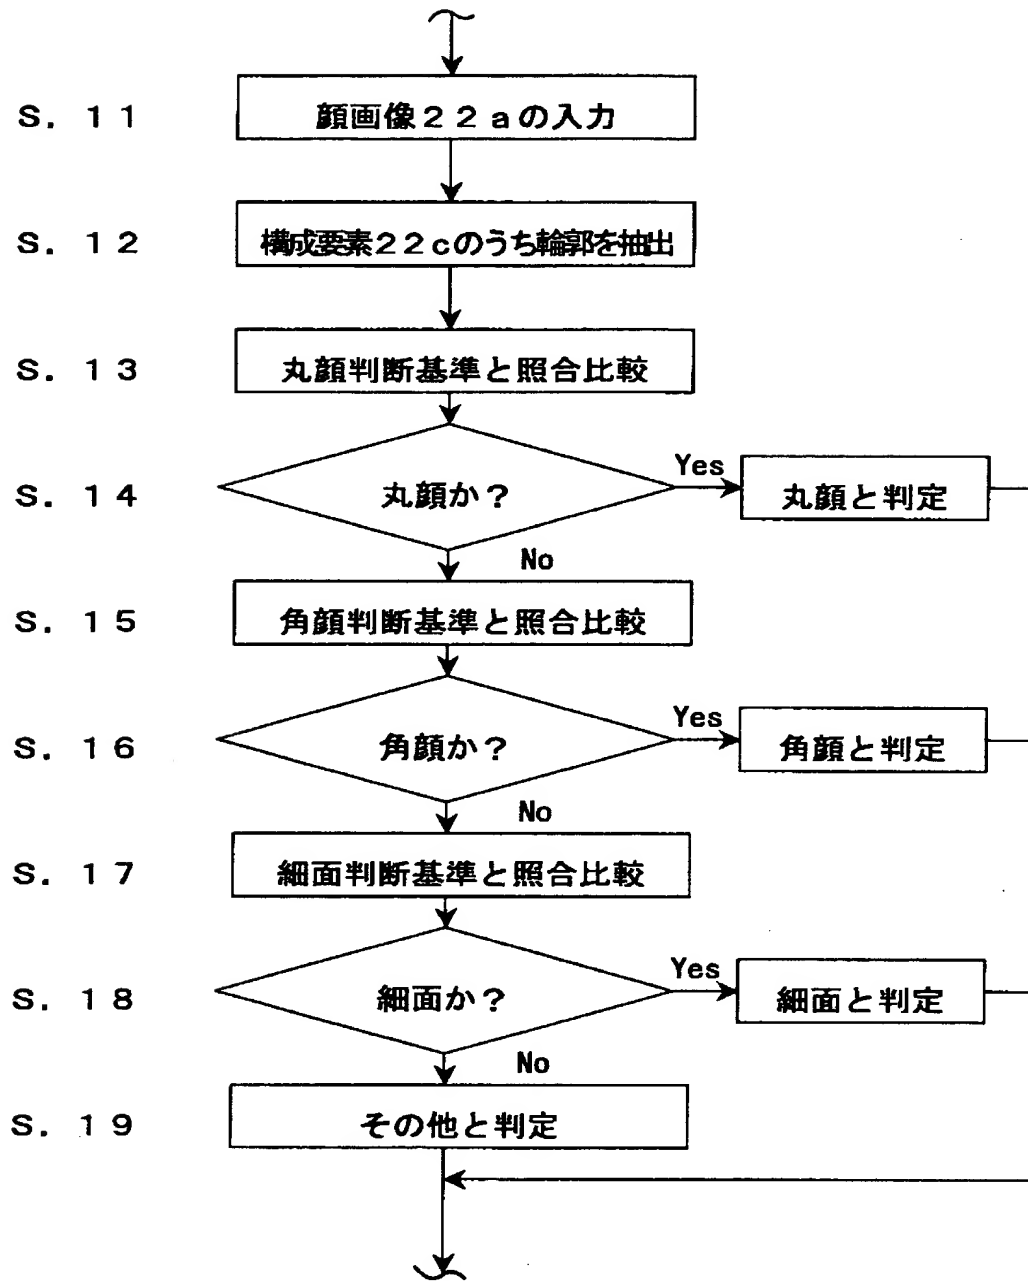 S. 11 顔画像22aの入力
S. 12 構成要素22cのうち輪郭を抽出
S. 13 丸顔判断基準と照合比較
S. 14 丸顔か? Yes 丸顔と判定
No
S. 15 角顔判断基準と照合比較
S. 16 角顔か? Yes 角顔と判定
No
S. 17 細面判断基準と照合比較
S. 18 細面か? Yes 細面と判定
No
S. 19 その他と判定